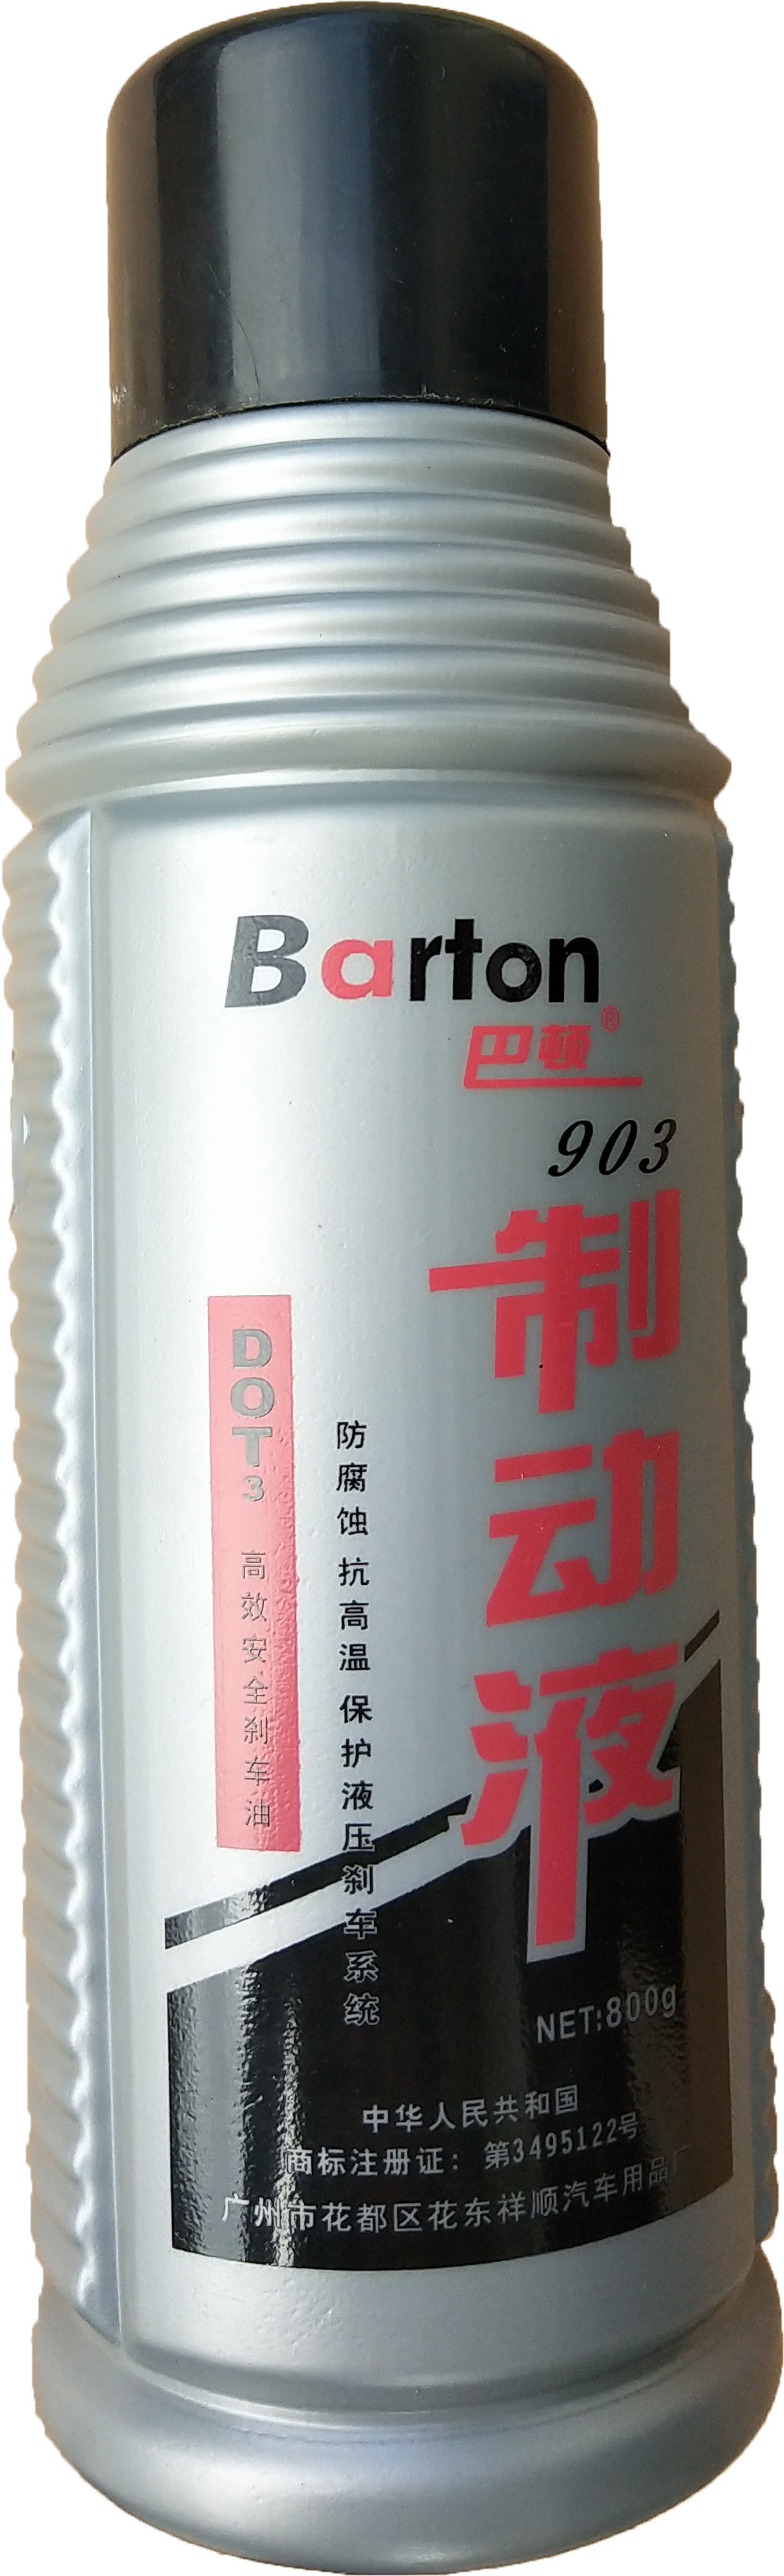 Barton
巴顿®
903
制动液
DOT3 高效安全刹车油
防腐蚀 抗高温 保护液压刹车系统
NET:800g
中华人民共和国
商标注册证：第3495122号
广州市花都区花东祥顺汽车用品厂